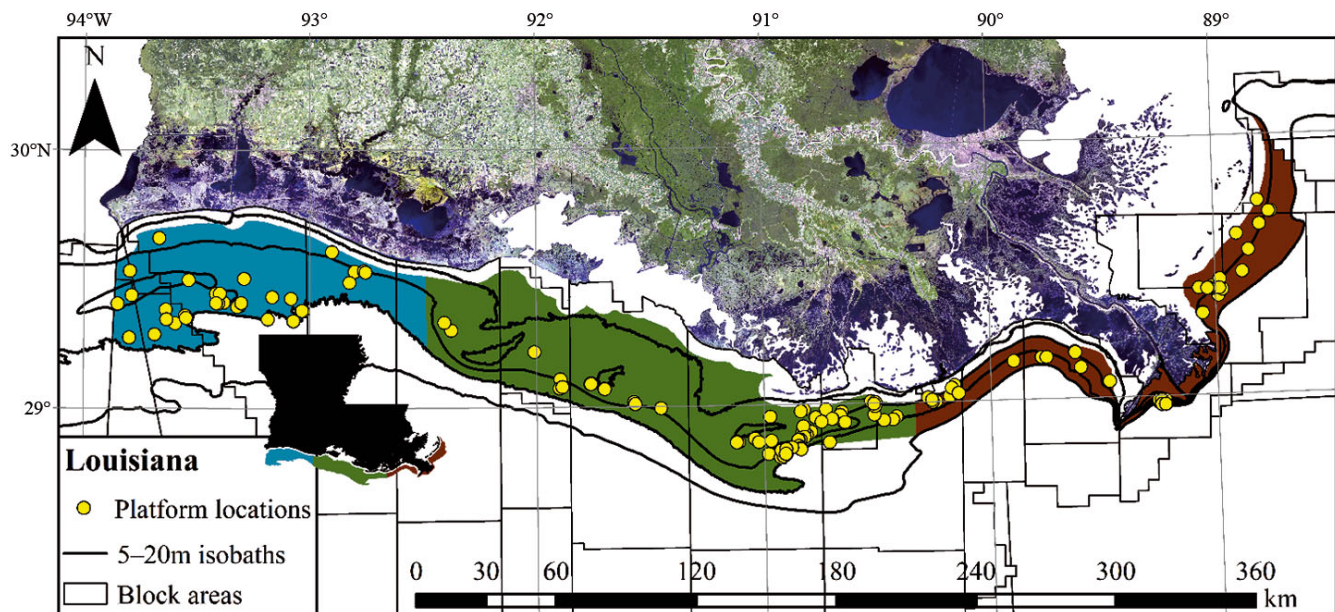 94°W 93° 92° 91° 90° 89°
N
30°N
29°
Louisiana
Platform locations
5–20m isobaths
Block areas
0 30 60 120 180 240 300 360
km